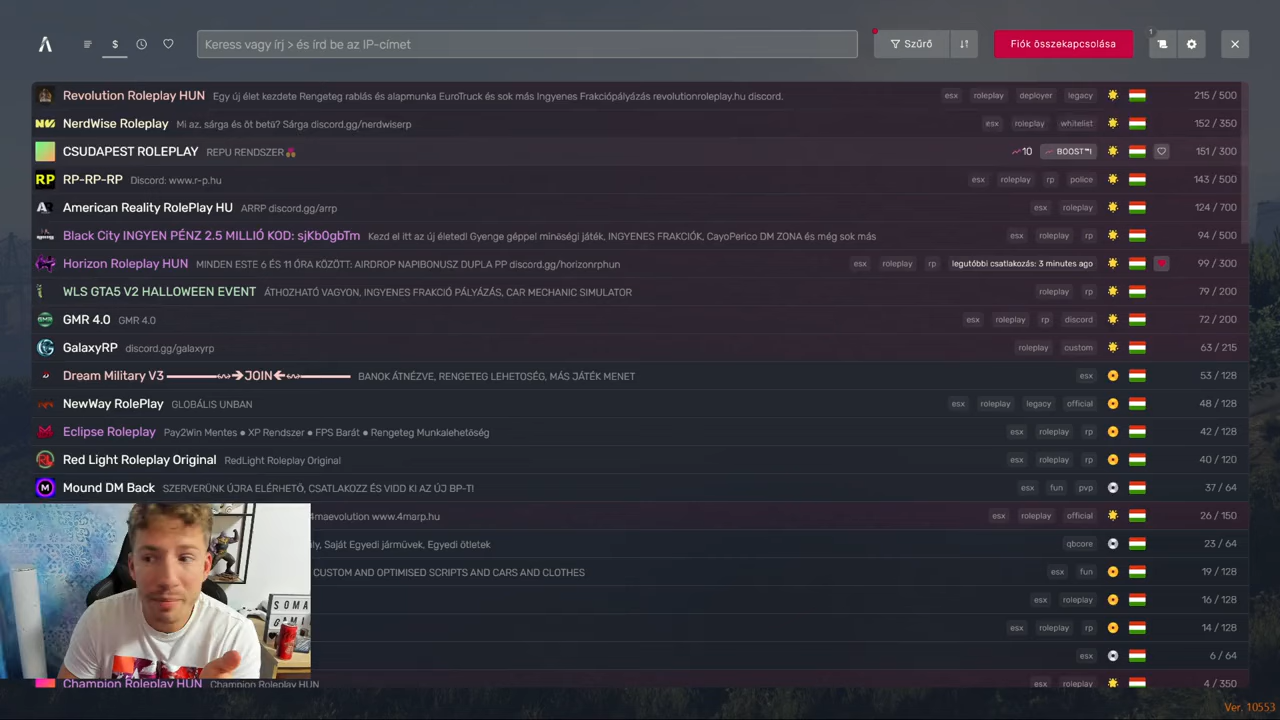 $ Keress vagy írj > és írd be az IP-címet Szűrő Fiók összekapcsolása 1
Revolution Roleplay HUN Egy új élet kezdete Rengeteg rablás és alapmunka EuroTruck és sok más Ingyenes Frakciópályázás revolutionroleplay.hu discord. esx roleplay deployer legacy 215 / 500
NerdWise Roleplay Mi az, sárga és öt betű? Sárga discord.gg/nerdwiserp esx roleplay whitelist 152 / 350
CSUDAPEST ROLEPLAY REPU RENDSZER 10 BOOST™! 151 / 300
RP RP-RP-RP Discord: www.r-p.hu esx roleplay rp police 143 / 500
American Reality RolePlay HU ARRP discord.gg/arrp esx roleplay 124 / 700
Black City INGYEN PÉNZ 2.5 MILLIÓ KOD: sjKb0gbTm Kezd el itt az új életed! Gyenge géppel minöségi játék, INGYENES FRAKCIÓK, CayoPerico DM ZONA és még sok más esx roleplay rp 94 / 500
Horizon Roleplay HUN MINDEN ESTE 6 ÉS 11 ÓRA KÖZÖTT: AIRDROP NAPIBONUSZ DUPLA PP discord.gg/horizonrphun esx roleplay rp legutóbbi csatlakozás: 3 minutes ago 99 / 300
WLS GTA5 V2 HALLOWEEN EVENT ÁTHOZHATÓ VAGYON, INGYENES FRAKCIÓ PÁLYÁZÁS, CAR MECHANIC SIMULATOR roleplay rp 79 / 200
GMR 4.0 GMR 4.0 esx roleplay rp discord 72 / 200
GalaxyRP discord.gg/galaxyrp roleplay custom 63 / 215
Dream Military V3 JOIN BANOK ÁTNÉZVE, RENGETEG LEHETOSÉG, MÁS JÁTÉK MENET esx 53 / 128
NewWay RolePlay GLOBÁLIS UNBAN esx roleplay legacy official 48 / 128
Eclipse Roleplay Pay2Win Mentes ● XP Rendszer ● FPS Barát ● Rengeteg Munkalehetöség esx roleplay rp 42 / 128
Red Light Roleplay Original RedLight Roleplay Original esx roleplay rp 40 / 120
M Mound DM Back SZERVERÜNK ÚJRA ELÉRHETŐ, CSATLAKOZZ ÉS VIDD KI AZ ÚJ BP-T! esx fun pvp 37 / 64
4maevolution www.4marp.hu esx roleplay official 26 / 150
Saját Egyedi járművek, Egyedi ötletek qbcore 23 / 64
CUSTOM AND OPTIMISED SCRIPTS AND CARS AND CLOTHES esx fun 19 / 128
esx roleplay 16 / 128
esx roleplay rp 14 / 128
esx 6 / 64
Champion Roleplay HUN Champion Roleplay HUN esx roleplay 4 / 350
SOMA
Ver. 10553